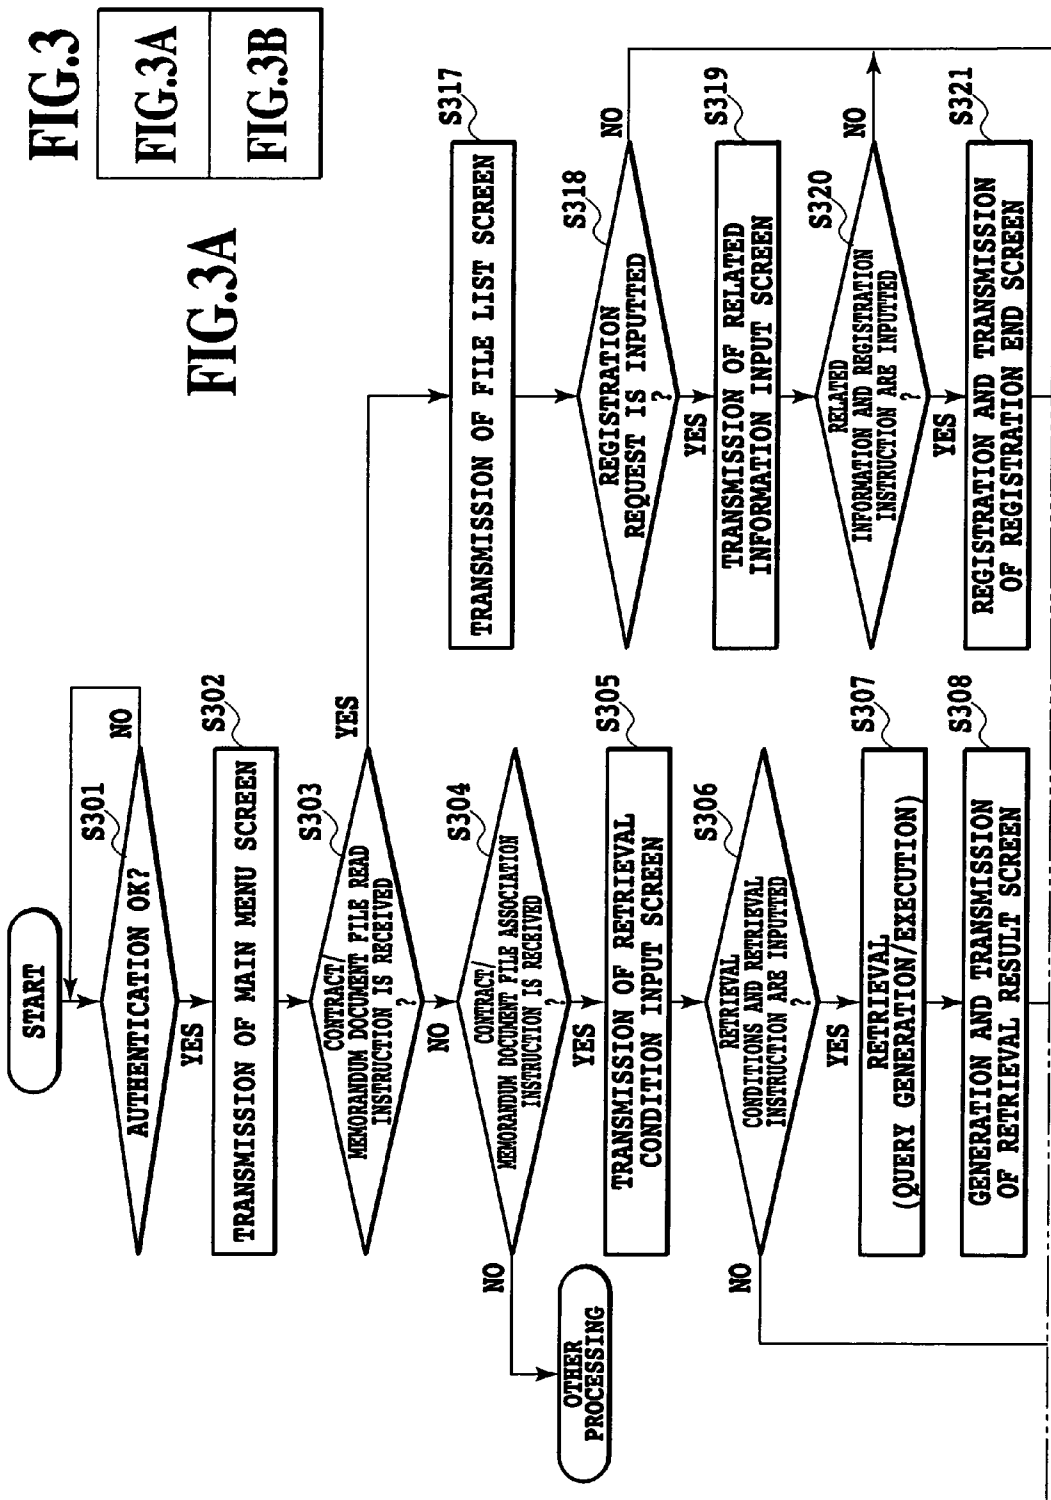 FIG.3
FIG.3A
FIG.3B
FIG.3A
START
AUTHENTICATION OK?
S301
NO
YES
TRANSMISSION OF MAIN MENU SCREEN
S302
CONTRACT/
MEMORANDUM DOCUMENT FILE READ
INSTRUCTION IS RECEIVED
?
S303
YES
NO
CONTRACT/
MEMORANDUM DOCUMENT FILE ASSOCIATION
INSTRUCTION IS RECEIVED
?
S304
NO
OTHER
PROCESSING
YES
TRANSMISSION OF RETRIEVAL
CONDITION INPUT SCREEN
S305
RETRIEVAL
CONDITIONS AND RETRIEVAL
INSTRUCTION ARE INPUTTED
?
S306
NO
YES
RETRIEVAL
(QUERY GENERATION/EXECUTION)
S307
GENERATION AND TRANSMISSION
OF RETRIEVAL RESULT SCREEN
S308
TRANSMISSION OF FILE LIST SCREEN
S317
REGISTRATION
REQUEST IS INPUTTED
?
S318
NO
YES
TRANSMISSION OF RELATED
INFORMATION INPUT SCREEN
S319
RELATED
INFORMATION AND REGISTRATION
INSTRUCTION ARE INPUTTED
?
S320
NO
YES
REGISTRATION AND TRANSMISSION
OF REGISTRATION END SCREEN
S321